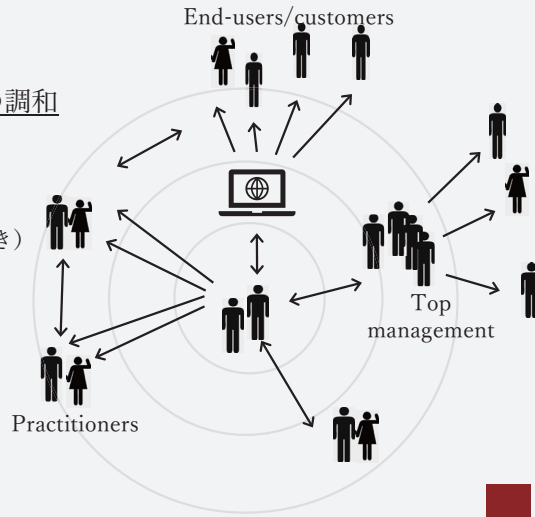 End-users/customers
調和
き）
Top
management
Practitioners